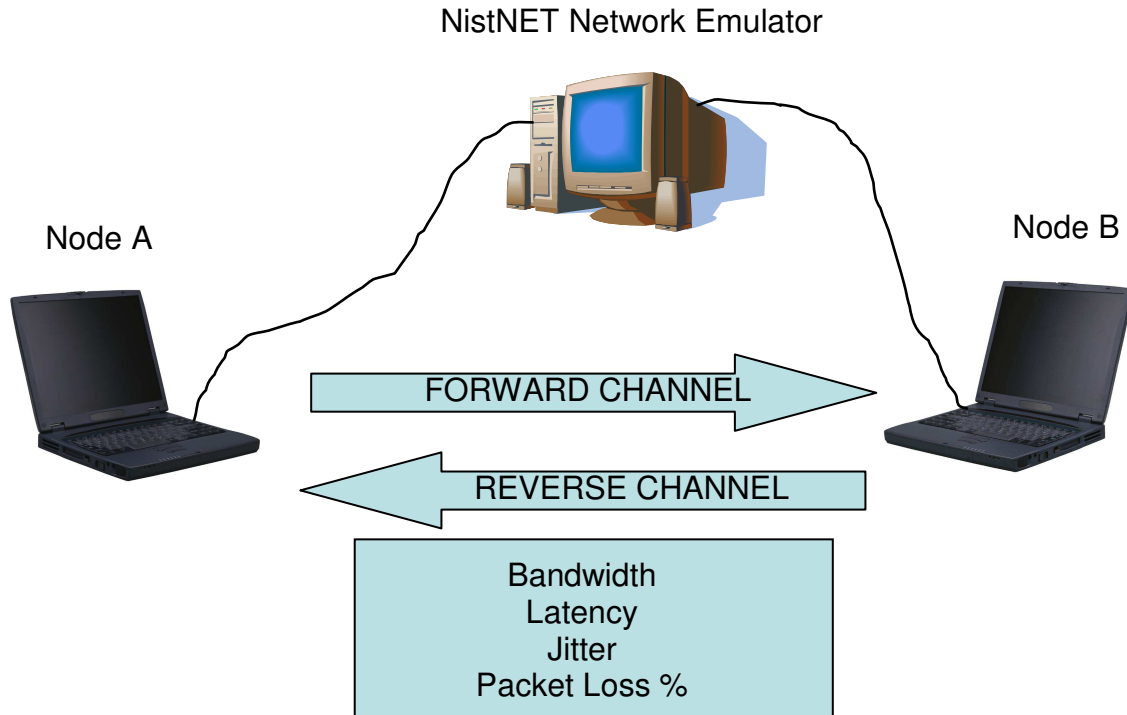 NistNET Network Emulator
Node A
Node B
FORWARD CHANNEL
REVERSE CHANNEL
Bandwidth
Latency
Jitter
Packet Loss %